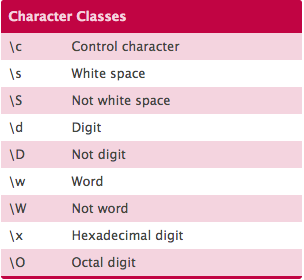 Character Classes
\c Control character
\s White space
\S Not white space
\d Digit
\D Not digit
\w Word
\W Not word
\x Hexadecimal digit
\O Octal digit